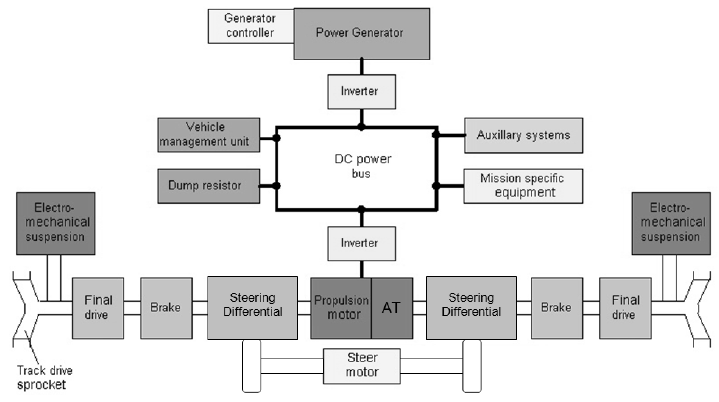 Generator
controller
Power Generator
Inverter
Vehicle
management unit
Auxillary systems
DC power
bus
Dump resistor
Mission specific
equipment
Electro-
mechanical
suspension
Inverter
Electro-
mechanical
suspension
Final
drive
Brake
Steering
Differential
Propulsion
motor
AT
Steering
Differential
Brake
Final
drive
Steer
motor
Track drive
sprocket